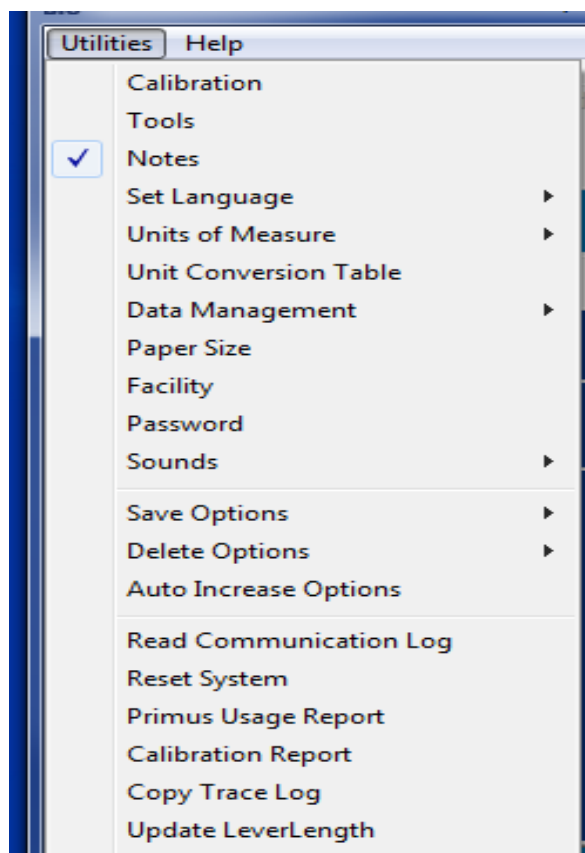 Utilities Help
Calibration
Tools
Notes
Set Language
Units of Measure
Unit Conversion Table
Data Management
Paper Size
Facility
Password
Sounds
Save Options
Delete Options
Auto Increase Options
Read Communication Log
Reset System
Primus Usage Report
Calibration Report
Copy Trace Log
Update LeverLength